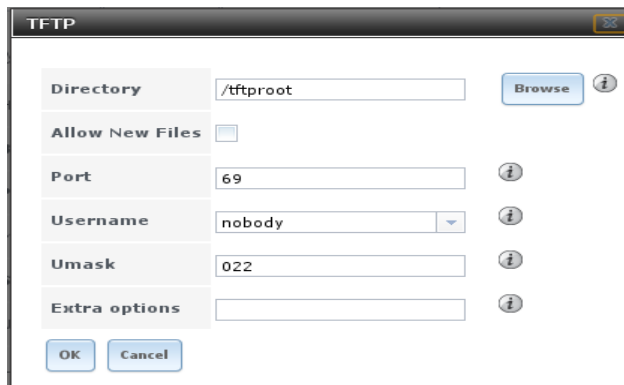 TFTP
Directory /tftproot Browse
Allow New Files
Port 69
Username nobody
Umask 022
Extra options
OK Cancel